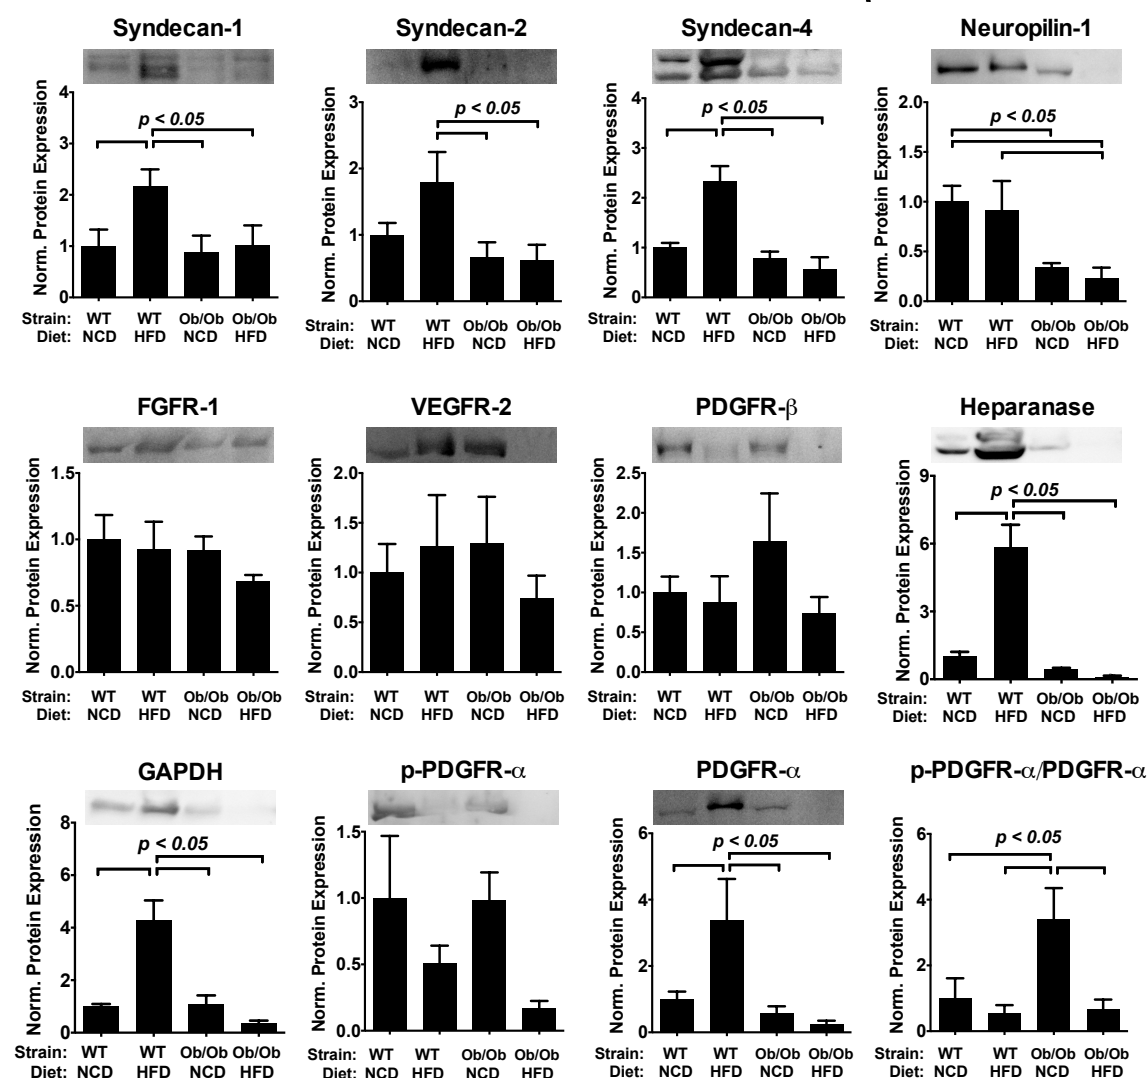 Syndecan-1 Syndecan-2 Syndecan-4 Neuropilin-1
Norm. Protein Expression
4
3
2
1
0
p < 0.05
Strain: WT WT Ob/Ob Ob/Ob
Diet: NCD HFD NCD HFD
Norm. Protein Expression
3
2
1
0
p < 0.05
Strain: WT WT Ob/Ob Ob/Ob
Diet: NCD HFD NCD HFD
Norm. Protein Expression
4
3
2
1
0
p < 0.05
Strain: WT WT Ob/Ob Ob/Ob
Diet: NCD HFD NCD HFD
Norm. Protein Expression
2.0
1.5
1.0
0.5
0.0
p < 0.05
Strain: WT WT Ob/Ob Ob/Ob
Diet: NCD HFD NCD HFD
FGFR-1 VEGFR-2 PDGFR-β Heparanase
Norm. Protein Expression
1.5
1.0
0.5
0.0
Strain: WT WT Ob/Ob Ob/Ob
Diet: NCD HFD NCD HFD
Norm. Protein Expression
2.0
1.5
1.0
0.5
0.0
Strain: WT WT Ob/Ob Ob/Ob
Diet: NCD HFD NCD HFD
Norm. Protein Expression
2.5
2.0
1.5
1.0
0.5
0.0
Strain: WT WT Ob/Ob Ob/Ob
Diet: NCD HFD NCD HFD
Norm. Protein Expression
9
6
3
0
p < 0.05
Strain: WT WT Ob/Ob Ob/Ob
Diet: NCD HFD NCD HFD
GAPDH p-PDGFR-α PDGFR-α p-PDGFR-α/PDGFR-α
Norm. Protein Expression
8
6
4
2
0
p < 0.05
Strain: WT WT Ob/Ob Ob/Ob
Diet: NCD HFD NCD HFD
Norm. Protein Expression
1.5
1.0
0.5
0.0
Strain: WT WT Ob/Ob Ob/Ob
Diet: NCD HFD NCD HFD
Norm. Protein Expression
6
4
2
0
p < 0.05
Strain: WT WT Ob/Ob Ob/Ob
Diet: NCD HFD NCD HFD
Norm. Protein Expression
6
4
2
0
p < 0.05
Strain: WT WT Ob/Ob Ob/Ob
Diet: NCD HFD NCD HFD